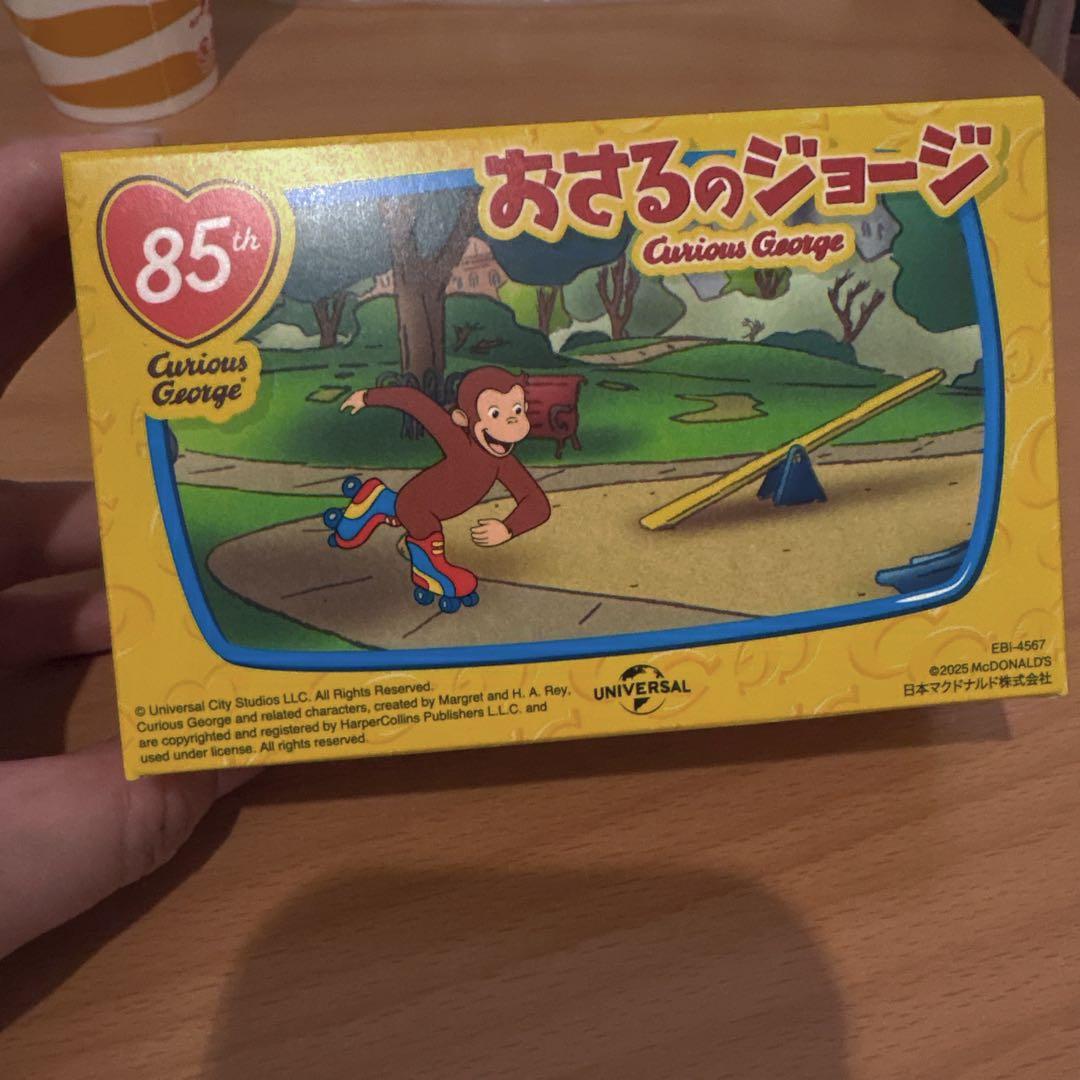 おさるのジョージ
Curious George
85th
Curious
George®
© Universal City Studios LLC. All Rights Reserved.
Curious George and related characters, created by Margret and H. A. Rey,
are copyrighted and registered by HarperCollins Publishers L.L.C. and
used under license. All rights reserved.
UNIVERSAL
EBI-4567
©2025 McDONALD'S
日本マクドナルド株式会社